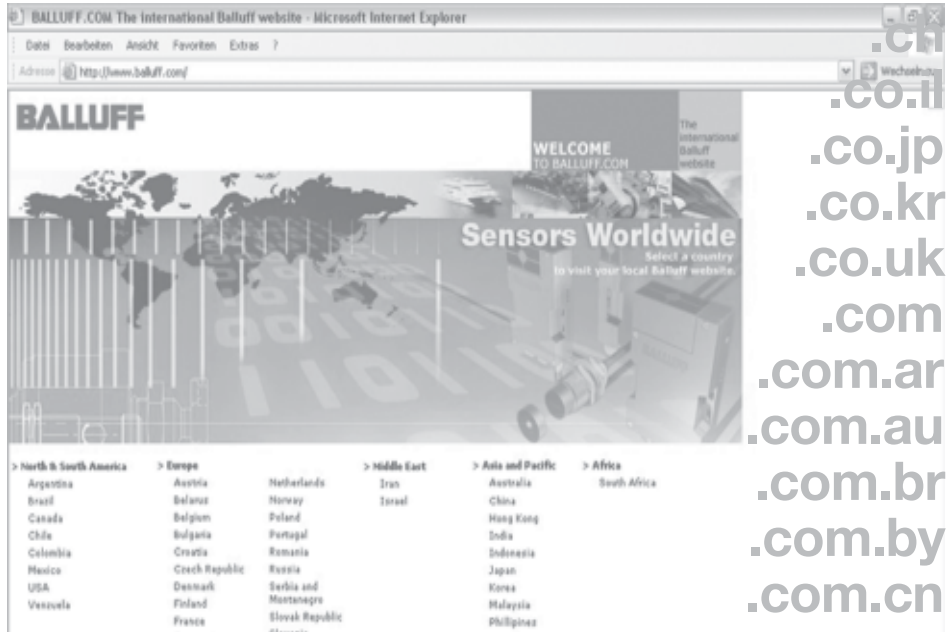 BALLUFF.COM The international Balluff website - Microsoft Internet Explorer
Datei Bearbeiten Ansicht Favoriten Extras ?
Adresse http://www.balluff.com/
BALLUFF
WELCOME
TO BALLUFF.COM
The
international
Balluff
website
Sensors Worldwide
Select a country
to visit your local Balluff website.
> North & South America
Argentina
Brazil
Canada
Chile
Colombia
Mexico
USA
Venezuela
> Europe
Austria
Belarus
Belgium
Bulgaria
Croatia
Czech Republic
Denmark
Finland
France
Netherlands
Norway
Poland
Portugal
Romania
Russia
Serbia and
Montenegro
Slovak Republic
> Middle East
Iran
Israel
> Asia and Pacific
Australia
China
Hong Kong
India
Indonesia
Japan
Korea
Malaysia
Phillipines
> Africa
South Africa
.ch
.co.il
.co.jp
.co.kr
.co.uk
.com
.com.ar
.com.au
.com.br
.com.by
.com.cn